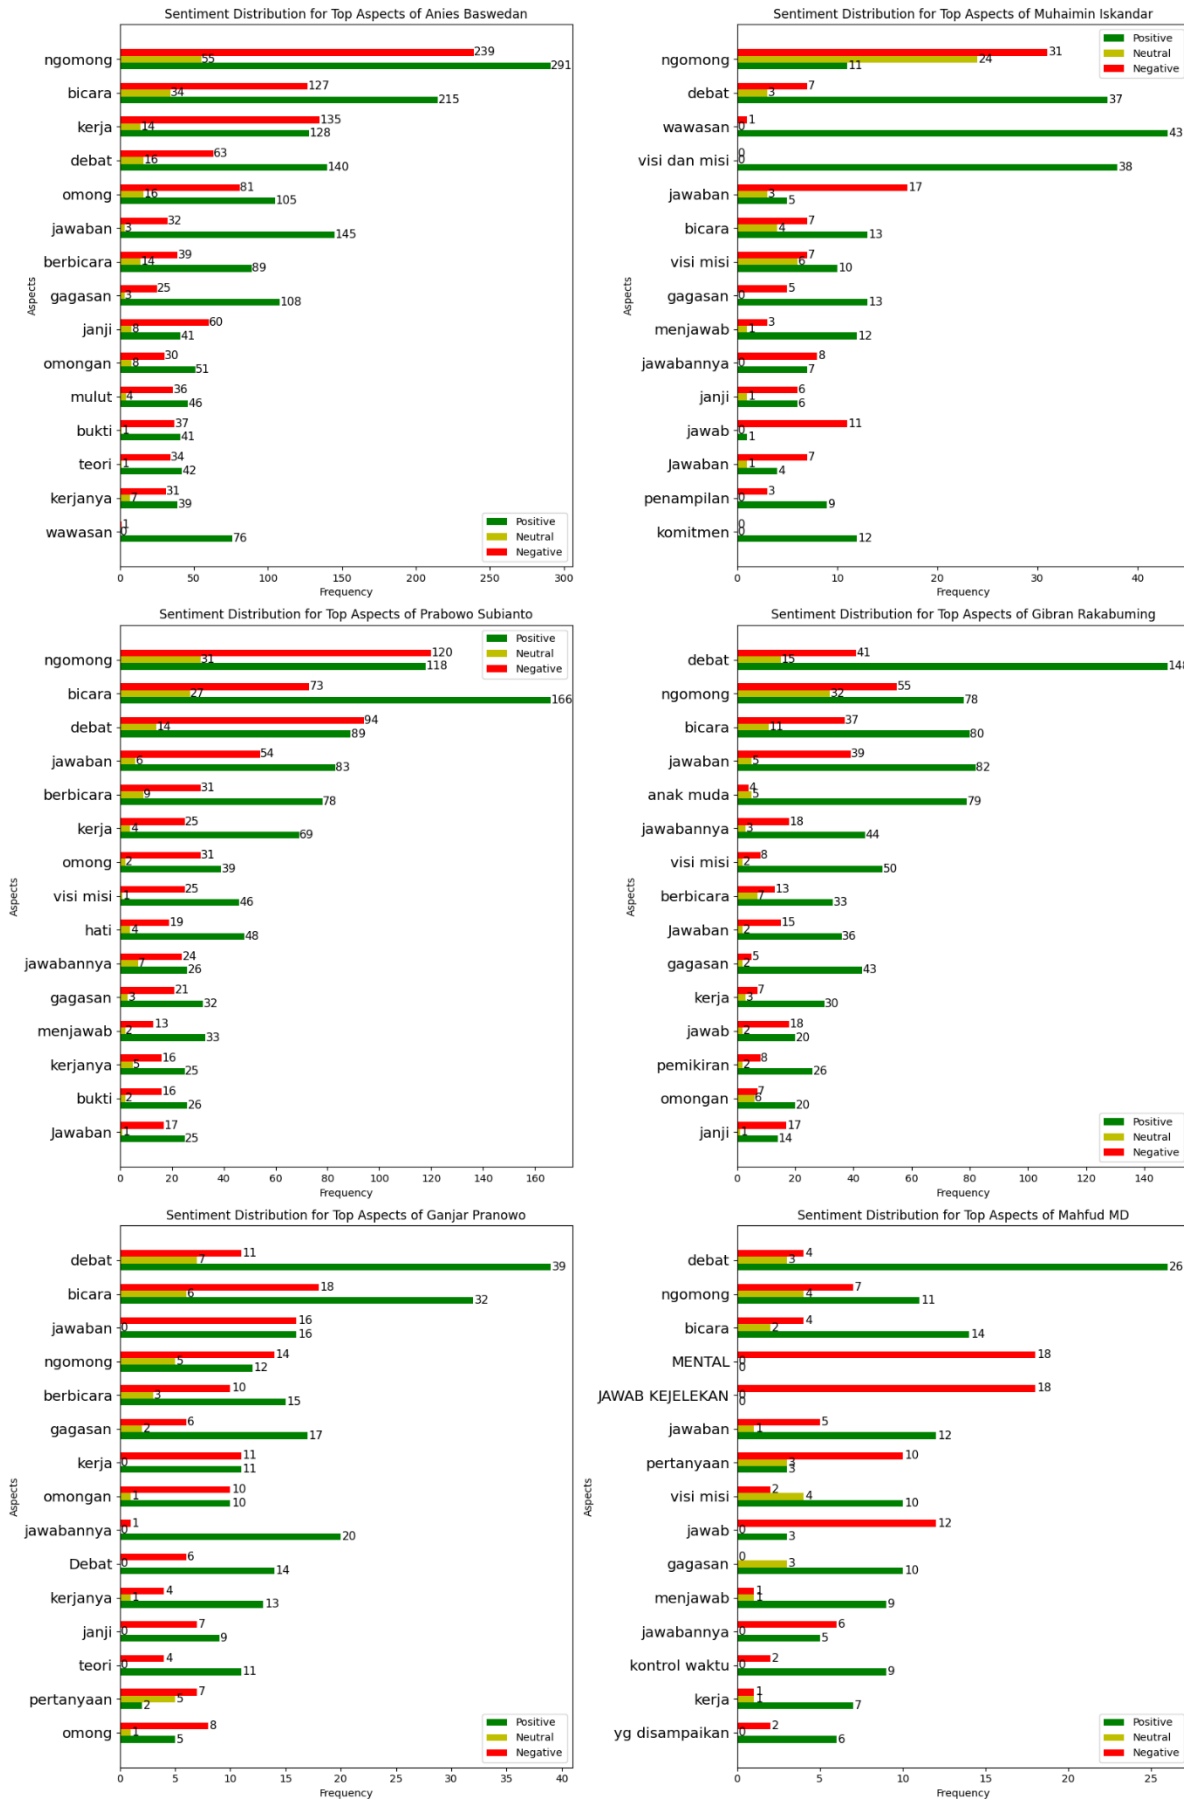 Sentiment Distribution for Top Aspects of Anies Baswedan
ngomong 239 55 291
bicara 127 34 215
kerja 135 14 128
debat 63 16 140
omong 81 16 105
jawaban 32 3 145
berbicara 39 14 89
gagasan 25 3 108
janji 60 8 41
omongan 30 8 51
mulut 36 4 46
bukti 37 1 41
teori 34 1 42
kerjanya 31 7 39
wawasan 1 0 76
Aspects
Positive
Neutral
Negative
0 50 100 150 200 250 300
Frequency
Sentiment Distribution for Top Aspects of Muhaimin Iskandar
Positive
Neutral
Negative
ngomong 31 24 11
debat 7 3 37
wawasan 1 0 43
visi dan misi 0 0 38
jawaban 17 3 5
bicara 7 4 13
visi misi 7 6 10
gagasan 5 0 13
menjawab 3 1 12
jawabannya 8 0 7
janji 6 1 6
jawab 11 0 1
Jawaban 7 1 4
penampilan 3 0 9
komitmen 0 0 12
Aspects
0 10 20 30 40
Frequency
Sentiment Distribution for Top Aspects of Prabowo Subianto
Positive
Neutral
Negative
ngomong 120 31 118
bicara 73 27 166
debat 94 14 89
jawaban 54 6 83
berbicara 31 9 78
kerja 25 4 69
omong 31 2 39
visi misi 25 1 46
hati 19 4 48
jawabannya 24 7 26
gagasan 21 3 32
menjawab 13 2 33
kerjanya 16 5 25
bukti 16 2 26
Jawaban 17 1 25
Aspects
0 20 40 60 80 100 120 140 160
Frequency
Sentiment Distribution for Top Aspects of Gibran Rakabuming
debat 41 15 148
ngomong 55 32 78
bicara 37 11 80
jawaban 39 5 82
anak muda 4 5 79
jawabannya 18 3 44
visi misi 8 2 50
berbicara 13 7 33
Jawaban 15 2 36
gagasan 5 2 43
kerja 7 3 30
jawab 18 2 20
pemikiran 8 2 26
omongan 7 6 20
janji 17 1 14
Aspects
Positive
Neutral
Negative
0 20 40 60 80 100 120 140
Frequency
Sentiment Distribution for Top Aspects of Ganjar Pranowo
debat 11 7 39
bicara 18 6 32
jawaban 16 0 16
ngomong 14 5 12
berbicara 10 3 15
gagasan 6 2 17
kerja 11 0 11
omongan 10 1 10
jawabannya 1 0 20
Debat 6 0 14
kerjanya 4 1 13
janji 7 0 9
teori 4 0 11
pertanyaan 7 5 2
omong 8 1 5
Aspects
Positive
Neutral
Negative
0 5 10 15 20 25 30 35 40
Frequency
Sentiment Distribution for Top Aspects of Mahfud MD
debat 4 3 26
ngomong 7 4 11
bicara 4 2 14
MENTAL 18 0 0
JAWAB KEJELEKAN 18 0 0
jawaban 5 1 12
pertanyaan 10 3 3
visi misi 2 4 10
jawab 12 0 3
gagasan 0 3 10
menjawab 1 1 9
jawabannya 6 0 5
kontrol waktu 2 0 9
kerja 1 1 7
yg disampaikan 2 0 6
Aspects
Positive
Neutral
Negative
0 5 10 15 20 25
Frequency